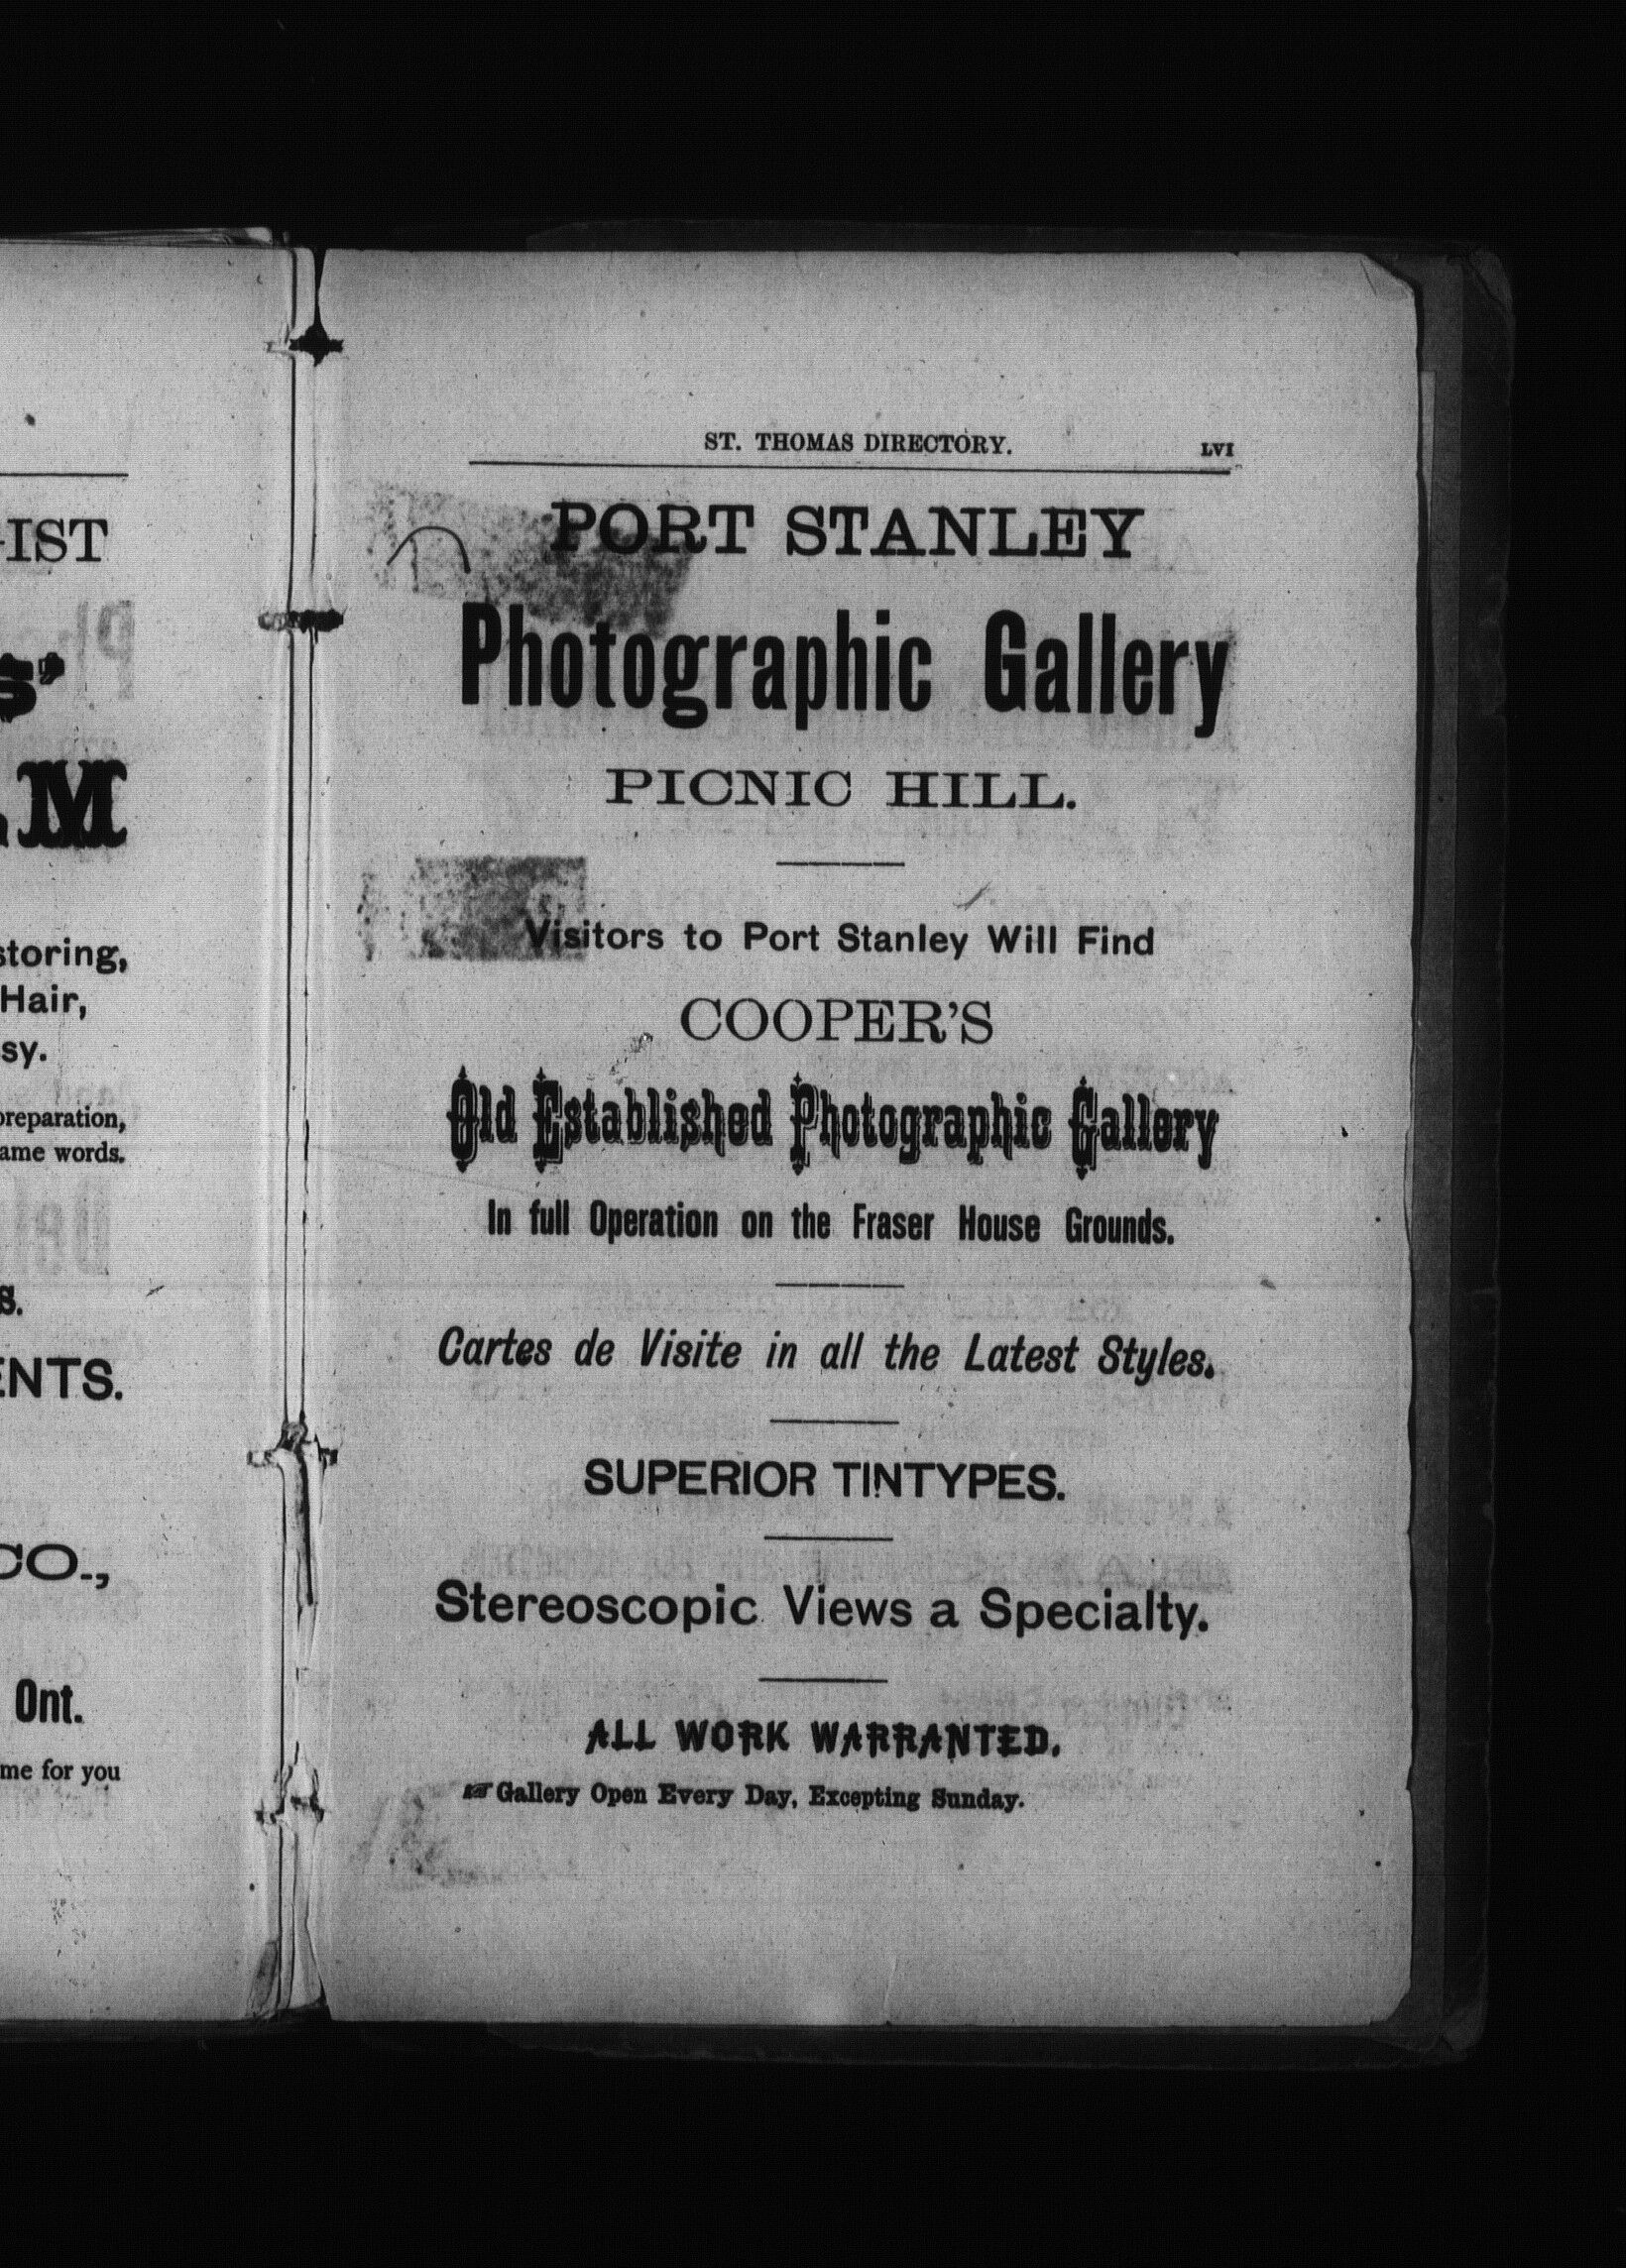 IST
S'
M
storing,
Hair,
sy.
preparation,
ame words.
S.
ENTS.
CO.,
Ont.
me for you
ST. THOMAS DIRECTORY. LVI
PORT STANLEY
Photographic Gallery
PICNIC HILL.
Visitors to Port Stanley Will Find
COOPER'S
Old Established Photographic Gallery
In full Operation on the Fraser House Grounds.
Cartes de Visite in all the Latest Styles.
SUPERIOR TINTYPES.
Stereoscopic Views a Specialty.
ALL WORK WARRANTED.
☞ Gallery Open Every Day, Excepting Sunday.